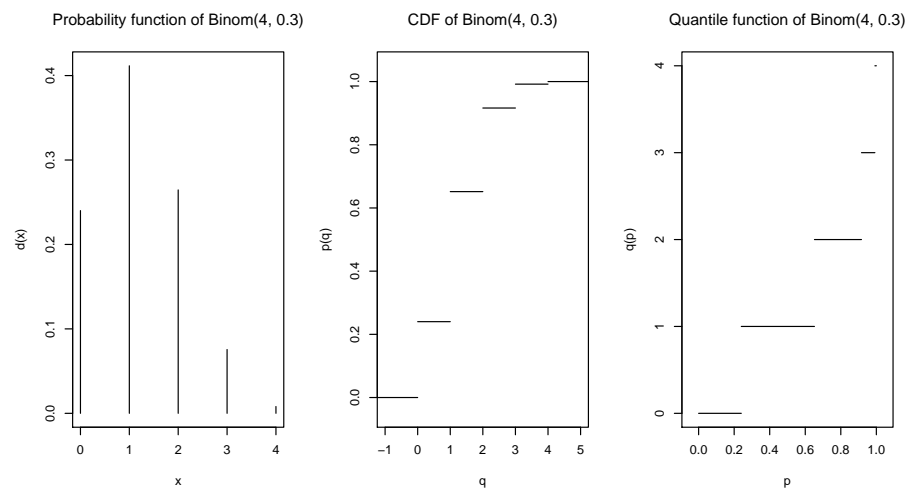 Probability function of Binom(4, 0.3)
0.4
0.3
0.2
0.1
0.0
d(x)
0 1 2 3 4
x
CDF of Binom(4, 0.3)
1.0
0.8
0.6
0.4
0.2
0.0
p(q)
−1 0 1 2 3 4 5
q
Quantile function of Binom(4, 0.3)
4
3
2
1
0
q(p)
0.0 0.2 0.4 0.6 0.8 1.0
p